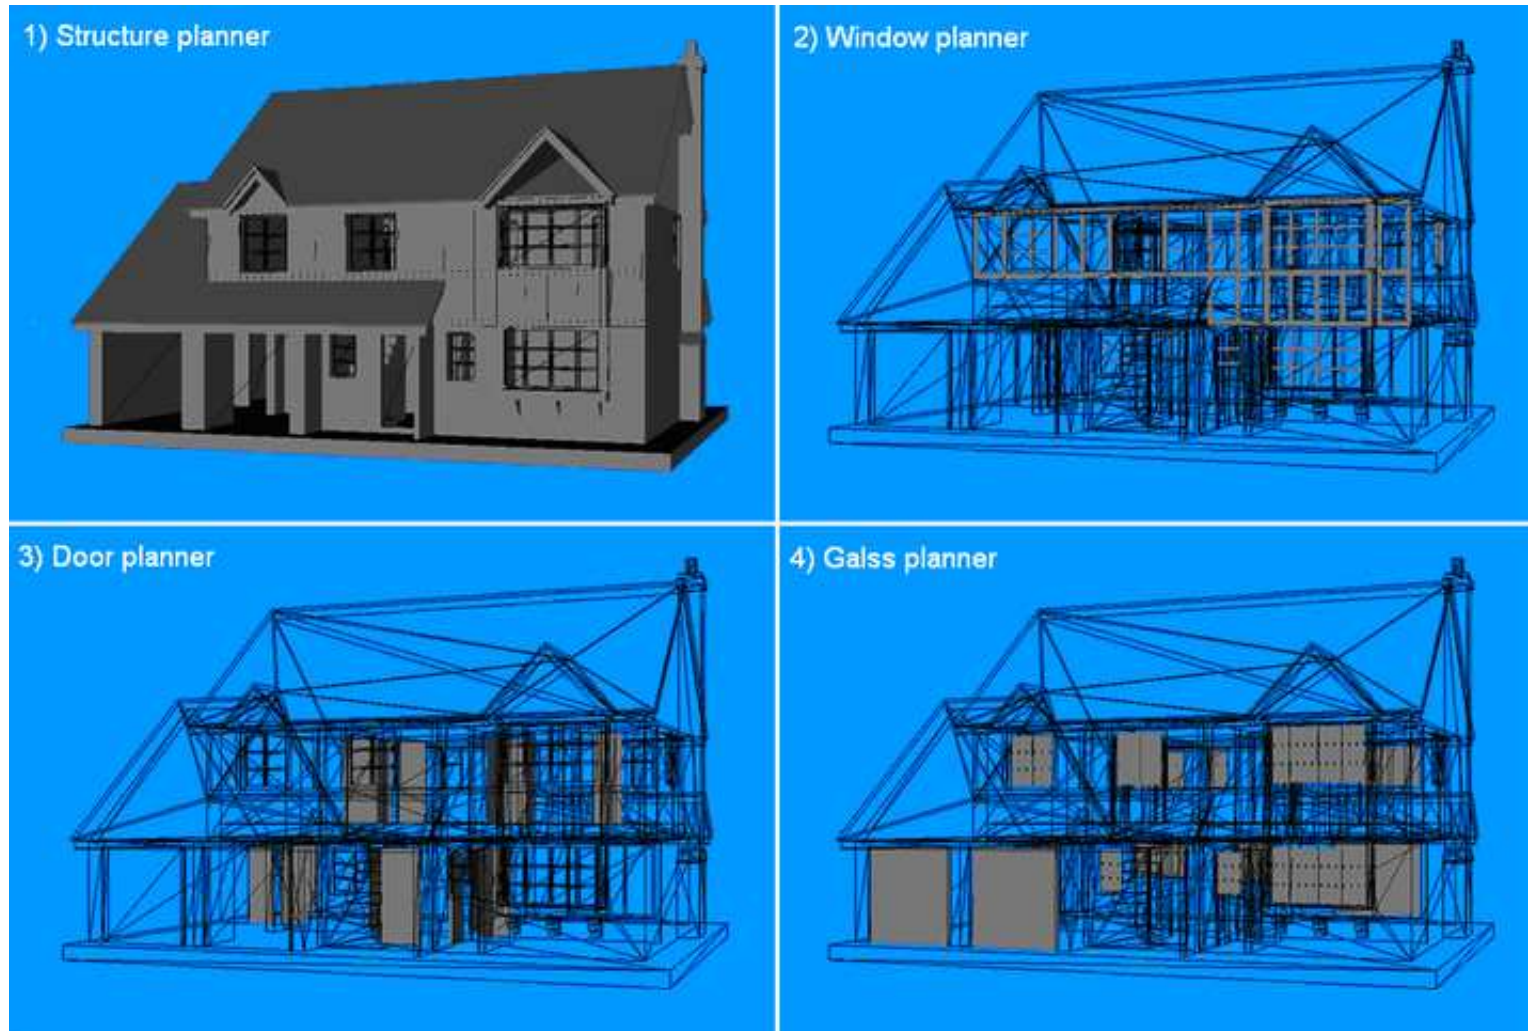 1) Structure planner
2) Window planner
3) Door planner
4) Galss planner